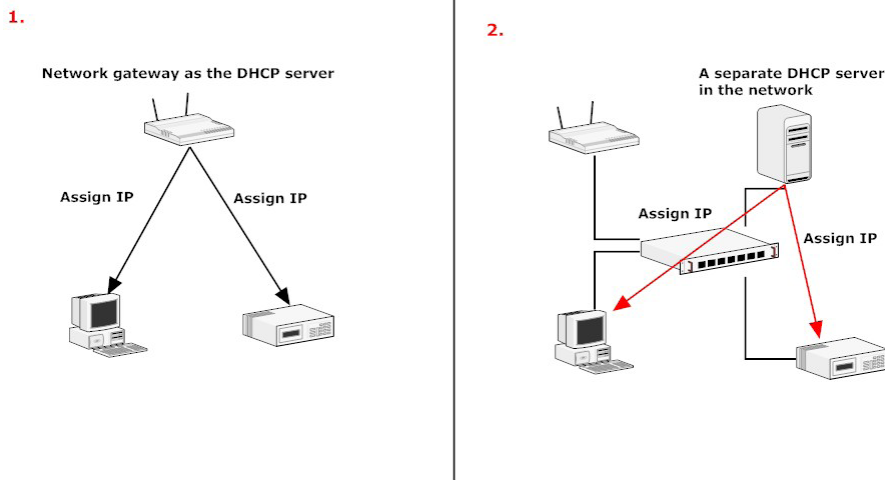 1.
Network gateway as the DHCP server
Assign IP
Assign IP
2.
A separate DHCP server
in the network
Assign IP
Assign IP